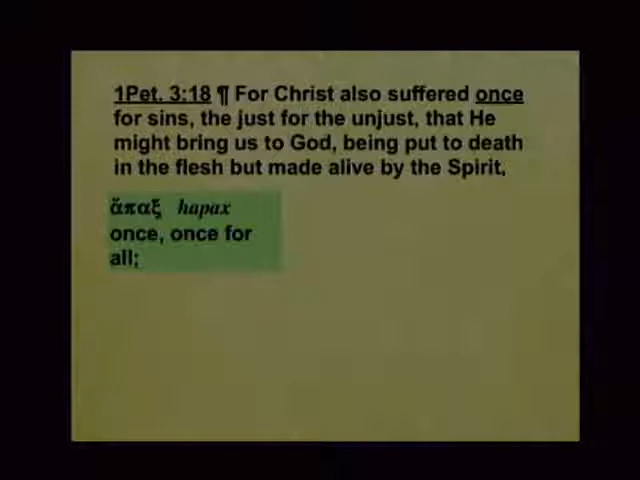 1Pet. 3:18 ¶ For Christ also suffered once
for sins, the just for the unjust, that He
might bring us to God, being put to death
in the flesh but made alive by the Spirit,
ἅπαξ hapax
once, once for
all;